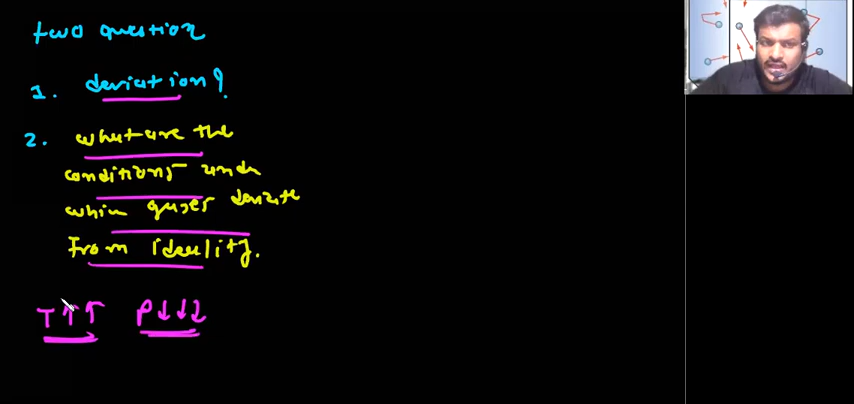 two question
1. deviation?
2. what are the
conditions under
which gases deviate
From ideality.
T↑↑ P↓↓↓